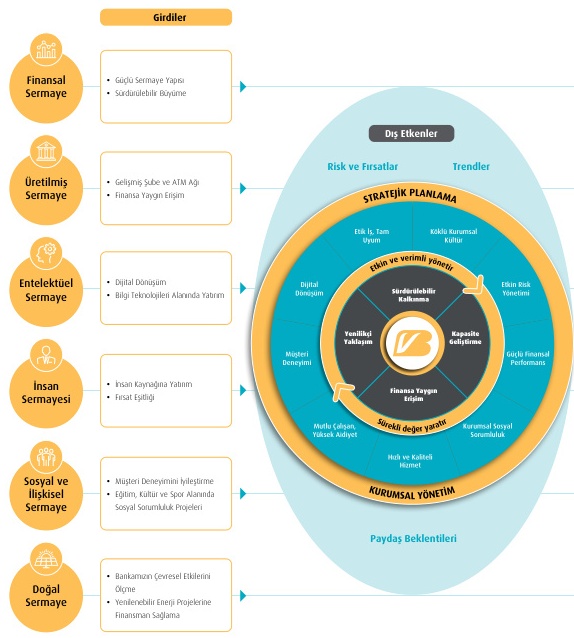 Girdiler
Finansal
Sermaye
• Güçlü Sermaye Yapısı
• Sürdürülebilir Büyüme
Üretilmiş
Sermaye
• Gelişmiş Şube ve ATM Ağı
• Finansa Yaygın Erişim
Entelektüel
Sermaye
• Dijital Dönüşüm
• Bilgi Teknolojileri Alanında Yatırım
İnsan
Sermayesi
• İnsan Kaynağına Yatırım
• Fırsat Eşitliği
Sosyal ve
İlişkisel
Sermaye
• Müşteri Deneyimini İyileştirme
• Eğitim, Kültür ve Spor Alanında
Sosyal Sorumluluk Projeleri
Doğal
Sermaye
• Bankamızın Çevresel Etkilerini
Ölçme
• Yenilenebilir Enerji Projelerine
Finansman Sağlama
Dış Etkenler
Risk ve Fırsatlar
Trendler
STRATEJİK PLANLAMA
Etik İş, Tam
Uyum
Köklü Kurumsal
Kültür
Etkin ve verimli yönetir
Dijital
Dönüşüm
Etkin Risk
Yönetimi
Sürdürülebilir
Kalkınma
Yenilikçi
Yaklaşım
VB
Kapasite
Geliştirme
Müşteri
Deneyimi
Güçlü Finansal
Performans
Finansa Yaygın
Erişim
Sürekli değer yaratır
Mutlu Çalışan,
Yüksek Aidiyet
Kurumsal Sosyal
Sorumluluk
Hızlı ve Kaliteli
Hizmet
KURUMSAL YÖNETİM
Paydaş Beklentileri